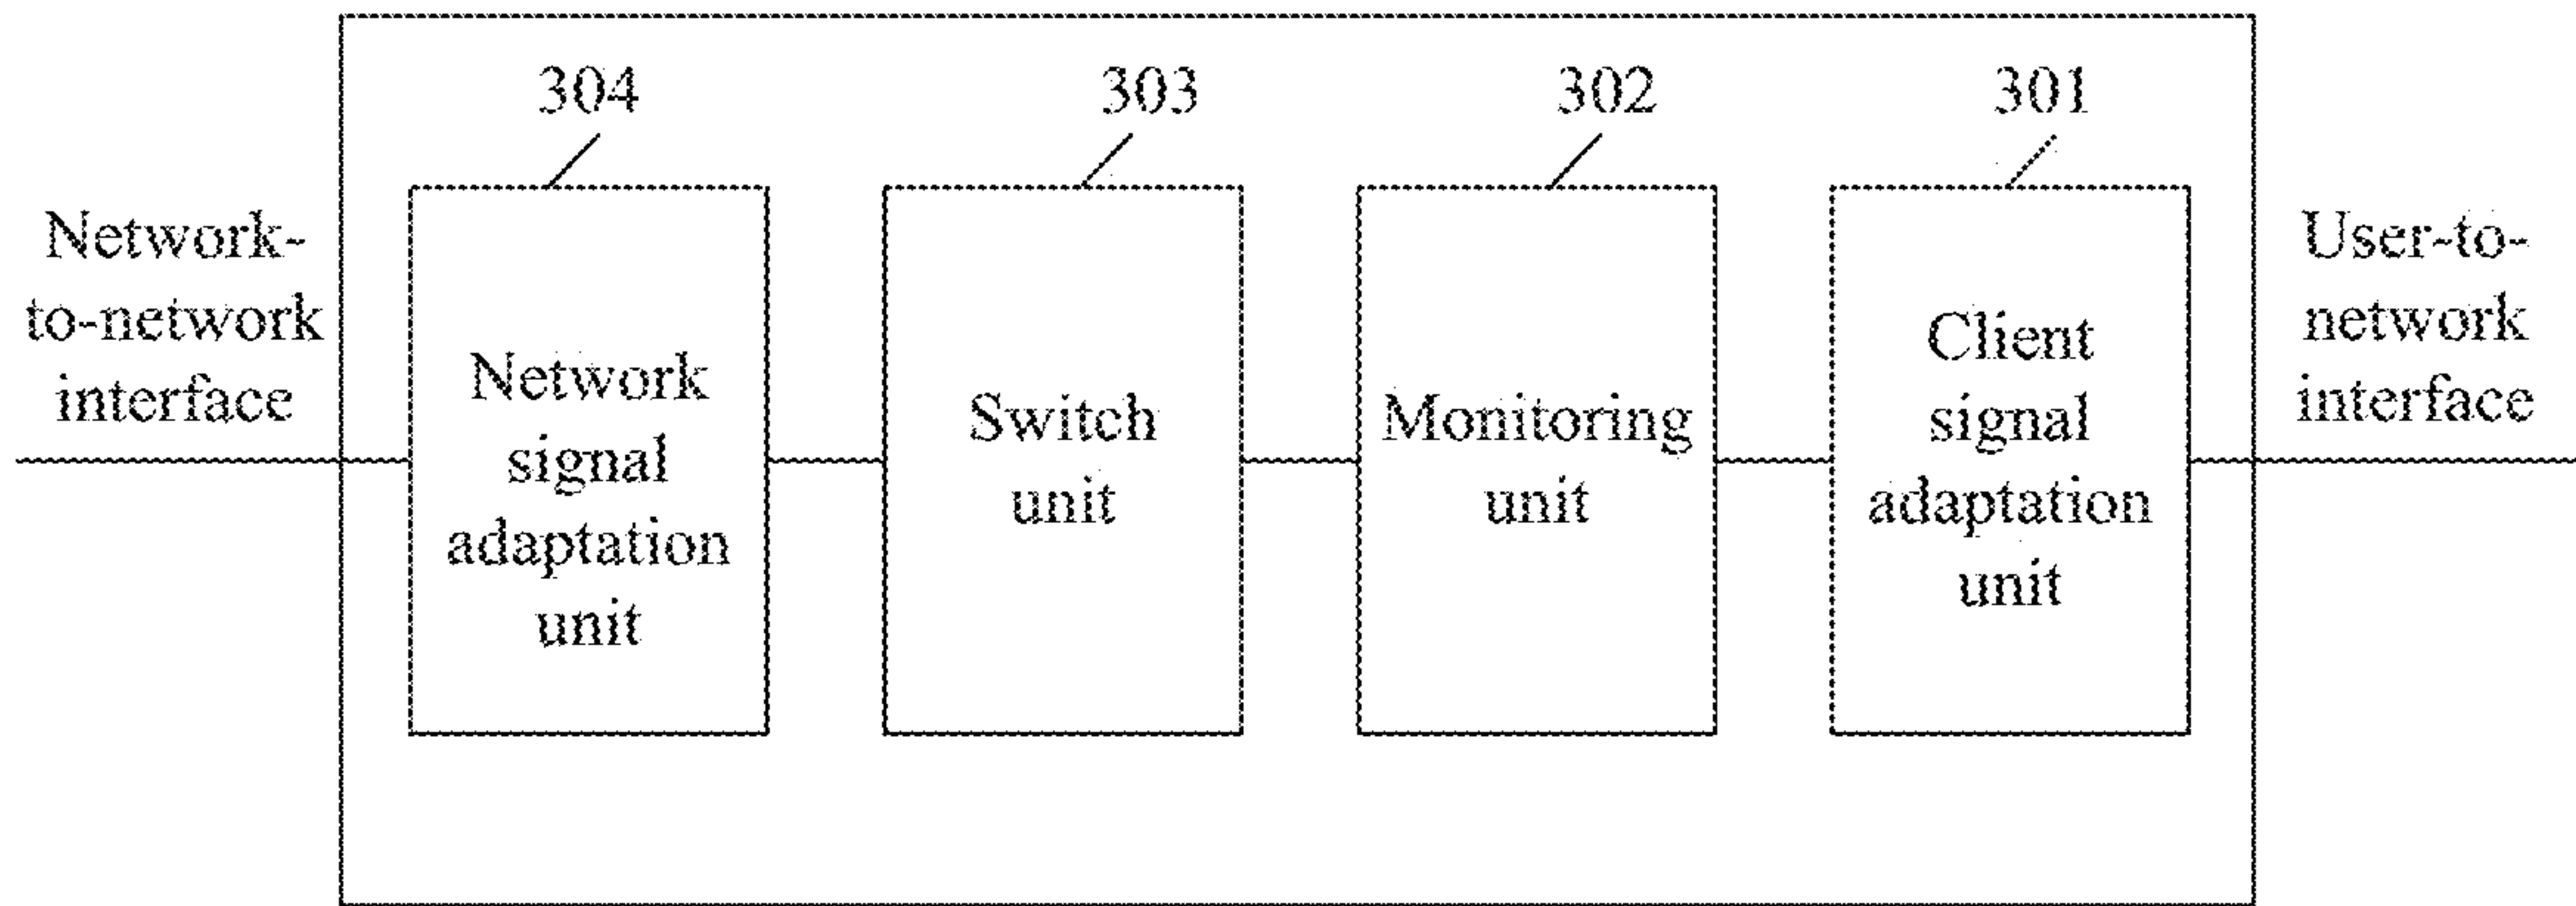 304
303
302
301
Network-
to-network
interface
Network
signal
adaptation
unit
Switch
unit
Monitoring
unit
Client
signal
adaptation
unit
User-to-
network
interface